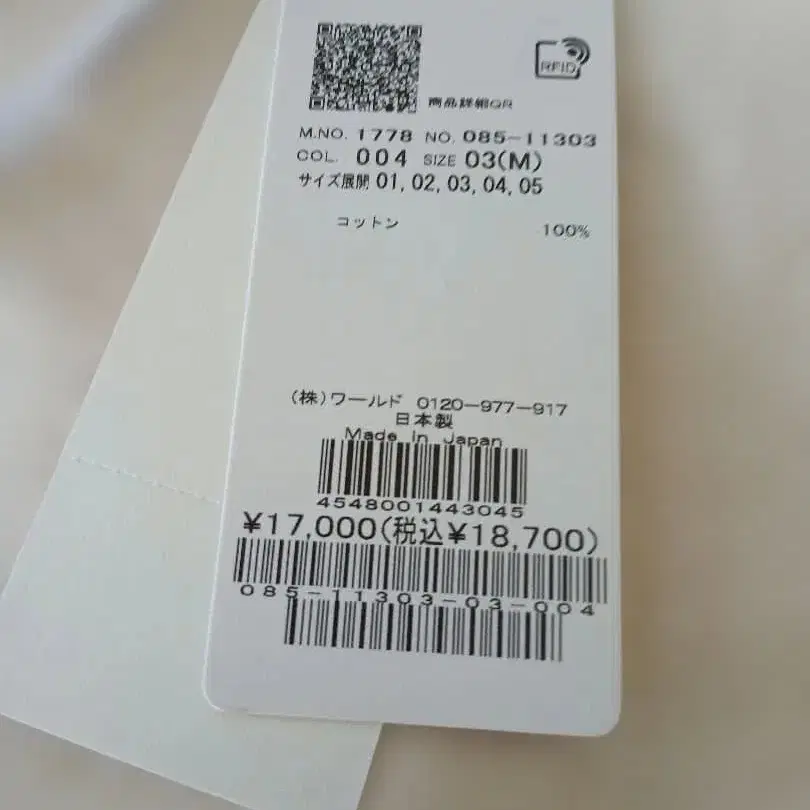 RFID
商品詳細QR
M.NO. 1778 NO. 085-11303
COL. 004 SIZE 03(M)
サイズ展開 01, 02, 03, 04, 05
コットン 100%
(株)ワールド 0120-977-917
日本製
Made in Japan
4548001443045
¥17,000(税込¥18,700)
085-11303-03-004